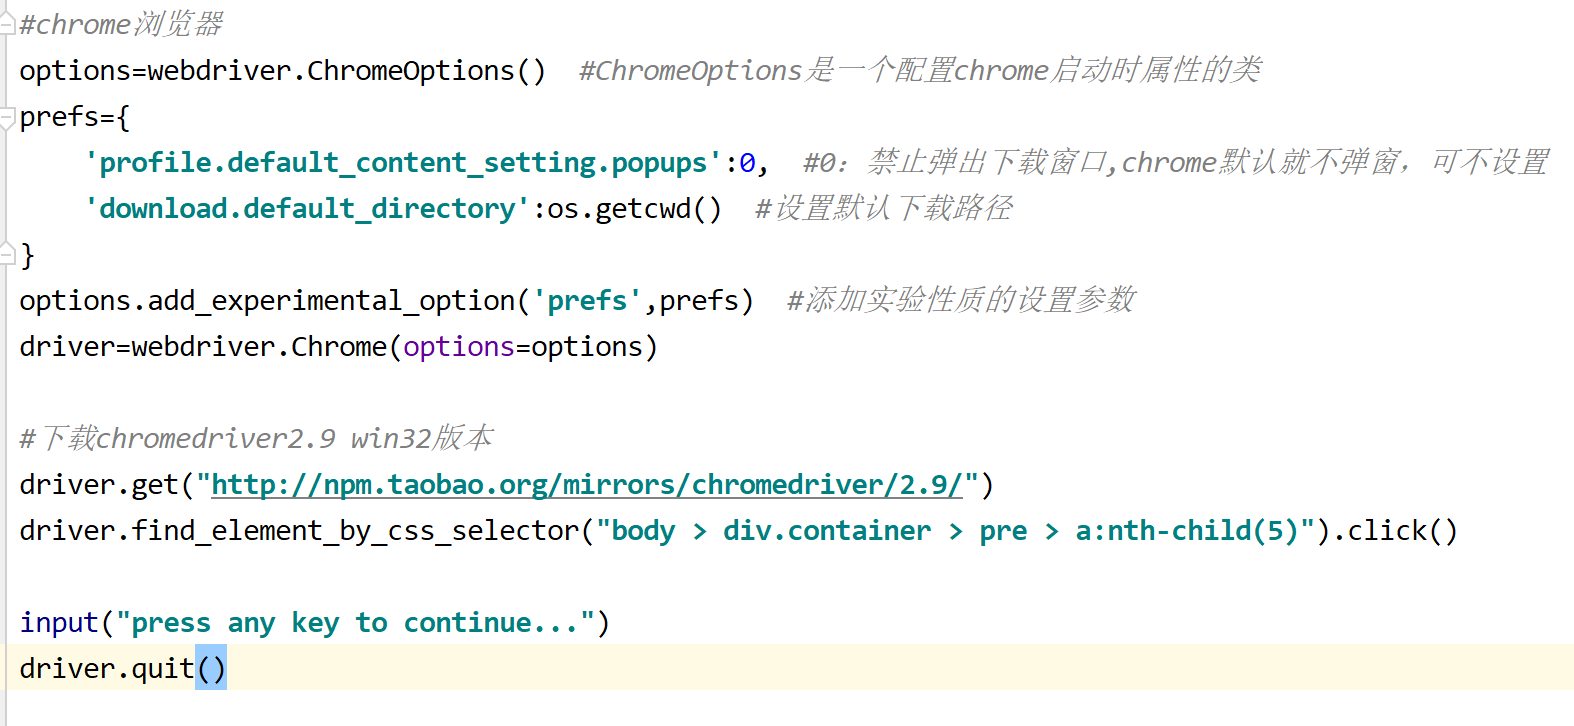 #chrome浏览器
options=webdriver.ChromeOptions()  #ChromeOptions是一个配置chrome启动时属性的类
prefs={
    'profile.default_content_setting.popups':0,  #0：禁止弹出下载窗口,chrome默认就不弹窗，可不设置
    'download.default_directory':os.getcwd()  #设置默认下载路径
}
options.add_experimental_option('prefs',prefs)  #添加实验性质的设置参数
driver=webdriver.Chrome(options=options)
#下载chromedriver2.9 win32版本
driver.get("http://npm.taobao.org/mirrors/chromedriver/2.9/")
driver.find_element_by_css_selector("body > div.container > pre > a:nth-child(5)").click()
input("press any key to continue...")
driver.quit()